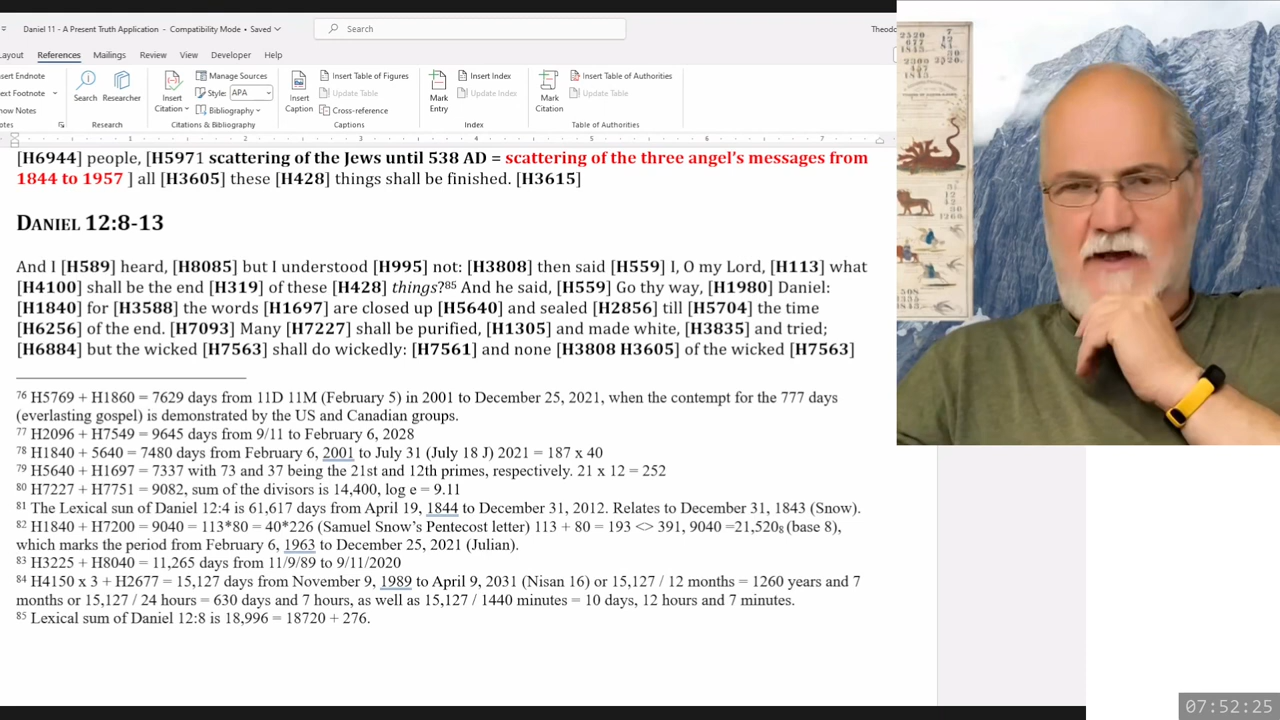 Daniel 11 - A Present Truth Application - Compatibility Mode • Saved
Search
Theodo
Layout References Mailings Review View Developer Help
Insert Endnote
Next Footnote
Show Notes
Search
Researcher
Research
Insert Citation
Manage Sources
Style: APA
Bibliography
Citations & Bibliography
Insert Caption
Insert Table of Figures
Update Table
Cross-reference
Captions
Mark Entry
Insert Index
Update Index
Index
Mark Citation
Insert Table of Authorities
Update Table
Table of Authorities
[H6944] people, [H5971 scattering of the Jews until 538 AD = scattering of the three angel's messages from
1844 to 1957 ] all [H3605] these [H428] things shall be finished. [H3615]
DANIEL 12:8-13
And I [H589] heard, [H8085] but I understood [H995] not: [H3808] then said [H559] I, O my Lord, [H113] what
[H4100] shall be the end [H319] of these [H428] things?85 And he said, [H559] Go thy way, [H1980] Daniel:
[H1840] for [H3588] the words [H1697] are closed up [H5640] and sealed [H2856] till [H5704] the time
[H6256] of the end. [H7093] Many [H7227] shall be purified, [H1305] and made white, [H3835] and tried;
[H6884] but the wicked [H7563] shall do wickedly: [H7561] and none [H3808 H3605] of the wicked [H7563]
76 H5769 + H1860 = 7629 days from 11D 11M (February 5) in 2001 to December 25, 2021, when the contempt for the 777 days
(everlasting gospel) is demonstrated by the US and Canadian groups.
77 H2096 + H7549 = 9645 days from 9/11 to February 6, 2028
78 H1840 + 5640 = 7480 days from February 6, 2001 to July 31 (July 18 J) 2021 = 187 x 40
79 H5640 + H1697 = 7337 with 73 and 37 being the 21st and 12th primes, respectively. 21 x 12 = 252
80 H7227 + H7751 = 9082, sum of the divisors is 14,400, log e = 9.11
81 The Lexical sun of Daniel 12:4 is 61,617 days from April 19, 1844 to December 31, 2012. Relates to December 31, 1843 (Snow).
82 H1840 + H7200 = 9040 = 113*80 = 40*226 (Samuel Snow's Pentecost letter) 113 + 80 = 193 <> 391, 9040 =21,5208 (base 8),
which marks the period from February 6, 1963 to December 25, 2021 (Julian).
83 H3225 + H8040 = 11,265 days from 11/9/89 to 9/11/2020
84 H4150 x 3 + H2677 = 15,127 days from November 9, 1989 to April 9, 2031 (Nisan 16) or 15,127 / 12 months = 1260 years and 7
months or 15,127 / 24 hours = 630 days and 7 hours, as well as 15,127 / 1440 minutes = 10 days, 12 hours and 7 minutes.
85 Lexical sum of Daniel 12:8 is 18,996 = 18720 + 276.
07:52:25